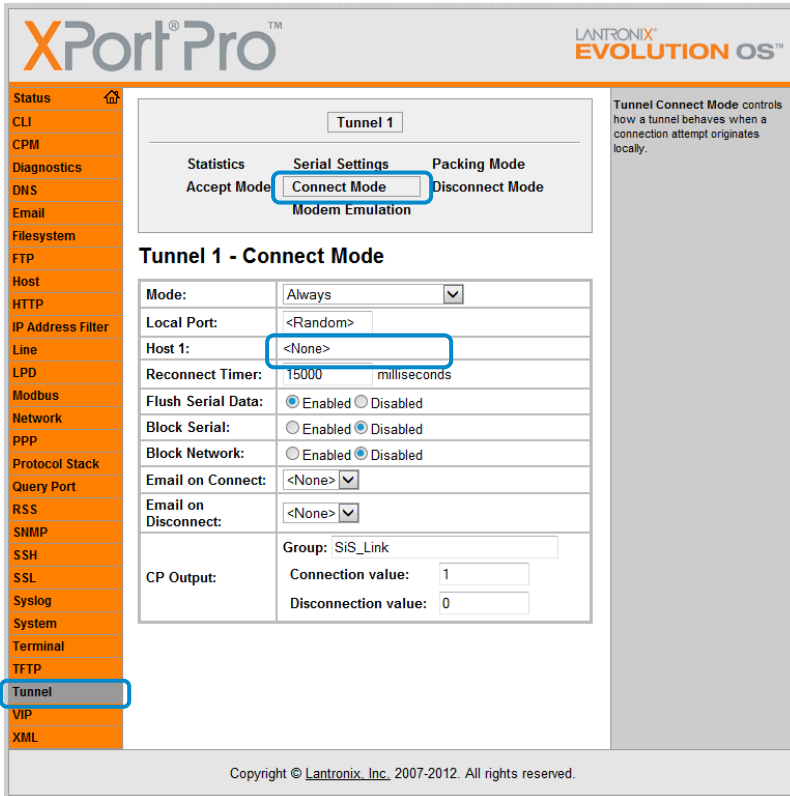 XPort® Pro™
LANTRONIX®
EVOLUTION OS™
Status
CLI
CPM
Diagnostics
DNS
Email
Filesystem
FTP
Host
HTTP
IP Address Filter
Line
LPD
Modbus
Network
PPP
Protocol Stack
Query Port
RSS
SNMP
SSH
SSL
Syslog
System
Terminal
TFTP
Tunnel
VIP
XML
Tunnel 1
Statistics Serial Settings Packing Mode
Accept Mode Connect Mode Disconnect Mode
Modem Emulation
Tunnel 1 - Connect Mode
Mode: Always
Local Port: <Random>
Host 1: <None>
Reconnect Timer: 15000 milliseconds
Flush Serial Data: Enabled Disabled
Block Serial: Enabled Disabled
Block Network: Enabled Disabled
Email on Connect: <None>
Email on
Disconnect: <None>
CP Output:
Group: SiS_Link
Connection value: 1
Disconnection value: 0
Tunnel Connect Mode controls
how a tunnel behaves when a
connection attempt originates
locally.
Copyright © Lantronix, Inc. 2007-2012. All rights reserved.